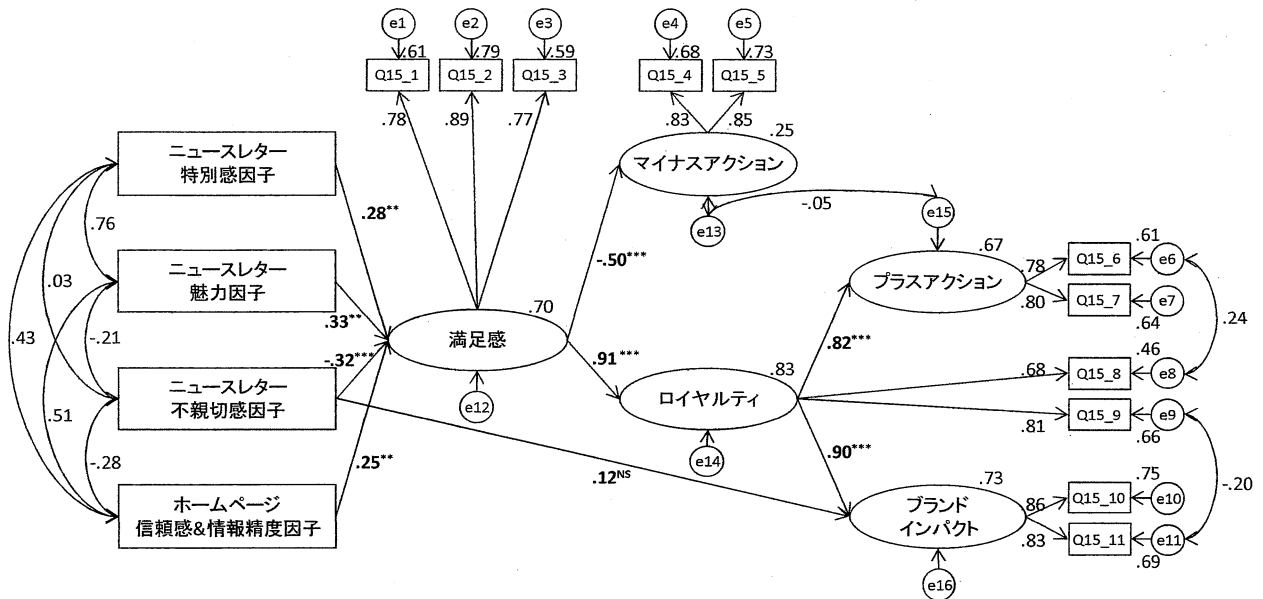 e1
e2
e3
e4
e5
.61
.79
.59
.68
.73
Q15_1
Q15_2
Q15_3
Q15_4
Q15_5
.78
.89
.77
.83
.85
.25
ニュースレター
特別感因子
マイナスアクション
.28**
-.05
e13
e15
.76
.03
.43
-.21
.51
-.28
ニュースレター
魅力因子
.33**
-.32***
-.50***
.67
プラスアクション
.78
.80
Q15_6
.61
e6
Q15_7
e7
.64
.24
.70
満足感
e12
.91***
.82***
.83
ロイヤルティ
e14
.68
.46
Q15_8
e8
.81
Q15_9
e9
.66
ニュースレター
不親切感因子
.25**
.12NS
.90***
-.20
ホームページ
信頼感&情報精度因子
.73
ブランド
インパクト
e16
.86
.75
Q15_10
e10
.83
Q15_11
e11
.69